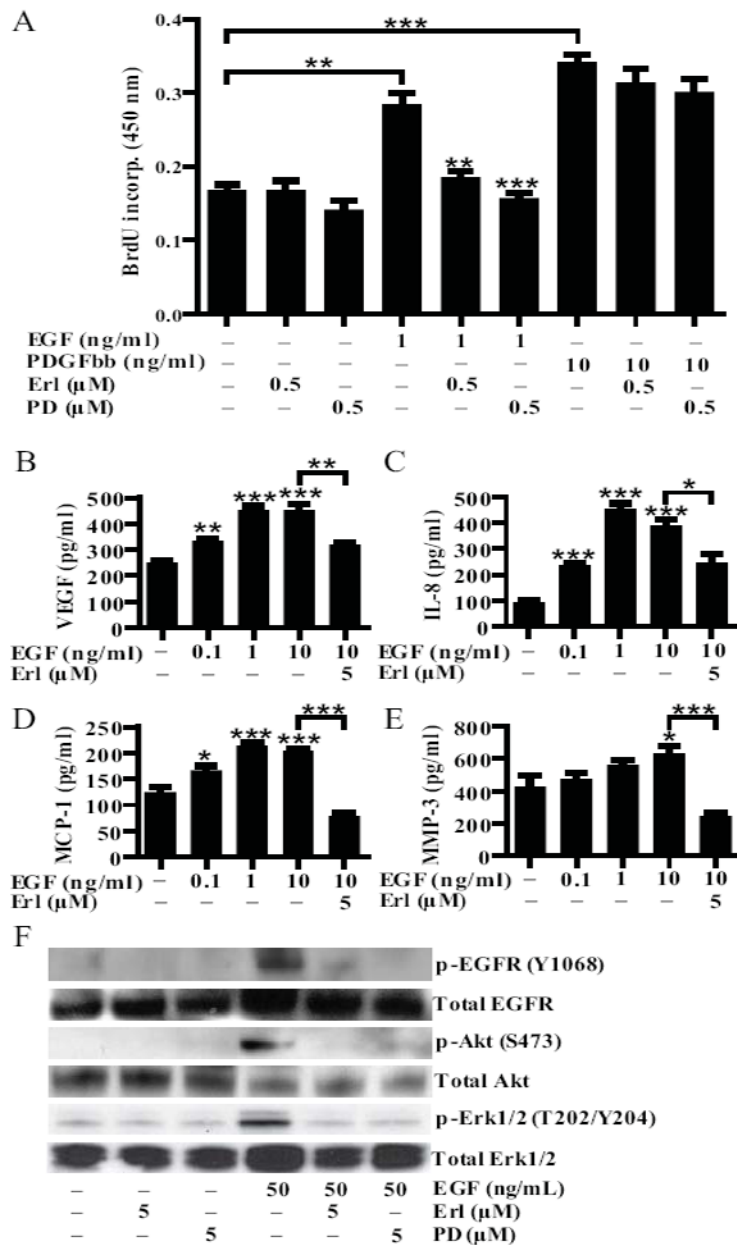 A
BrdU incorp. (450 nm)
0.4
0.3
0.2
0.1
0.0
***
**
** ***
EGF (ng/ml) – – – 1 1 1 – – –
PDGFbb (ng/ml) – – – – – – 10 10 10
Erl (µM) – 0.5 – – 0.5 – – 0.5 –
PD (µM) – – 0.5 – – 0.5 – – 0.5
B
VEGF (pg/ml)
500
400
300
200
100
0
**
** *** ***
EGF (ng/ml) – 0.1 1 10 10
Erl (µM) – – – – 5
C
IL-8 (pg/ml)
500
400
300
200
100
0
*
*** *** ***
EGF (ng/ml) – 0.1 1 10 10
Erl (µM) – – – – 5
D
MCP-1 (pg/ml)
250
200
150
100
50
0
***
* *** ***
EGF (ng/ml) – 0.1 1 10 10
Erl (µM) – – – – 5
E
MMP-3 (pg/ml)
800
600
400
200
0
***
*
EGF (ng/ml) – 0.1 1 10 10
Erl (µM) – – – – 5
F
p-EGFR (Y1068)
Total EGFR
p-Akt (S473)
Total Akt
p-Erk1/2 (T202/Y204)
Total Erk1/2
– – – 50 50 50 EGF (ng/mL)
– 5 – – 5 – Erl (µM)
– – 5 – – 5 PD (µM)